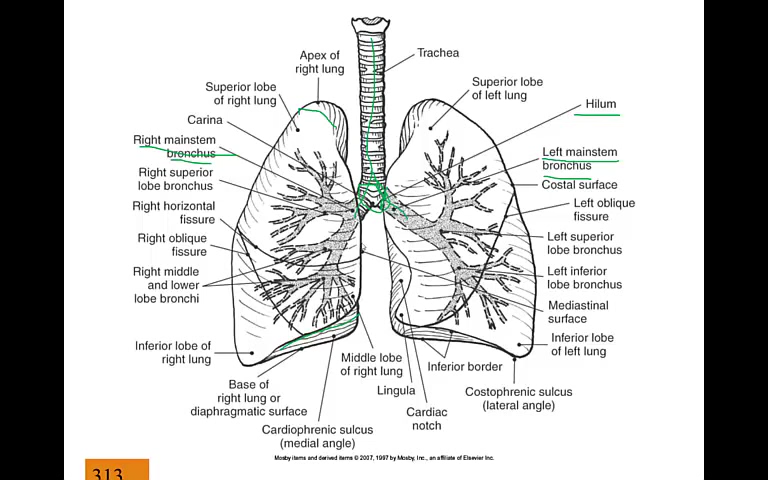 Apex of
right lung
Trachea
Superior lobe
of right lung
Superior lobe
of left lung
Hilum
Carina
Right mainstem
bronchus
Left mainstem
bronchus
Right superior
lobe bronchus
Costal surface
Right horizontal
fissure
Left oblique
fissure
Right oblique
fissure
Left superior
lobe bronchus
Right middle
and lower
lobe bronchi
Left inferior
lobe bronchus
Mediastinal
surface
Inferior lobe of
right lung
Inferior lobe
of left lung
Middle lobe
of right lung
Inferior border
Base of
right lung or
diaphragmatic surface
Lingula
Costophrenic sulcus
(lateral angle)
Cardiac
notch
Cardiophrenic sulcus
(medial angle)
Mosby items and derived items © 2007, 1997 by Mosby, Inc., an affiliate of Elsevier Inc.
313